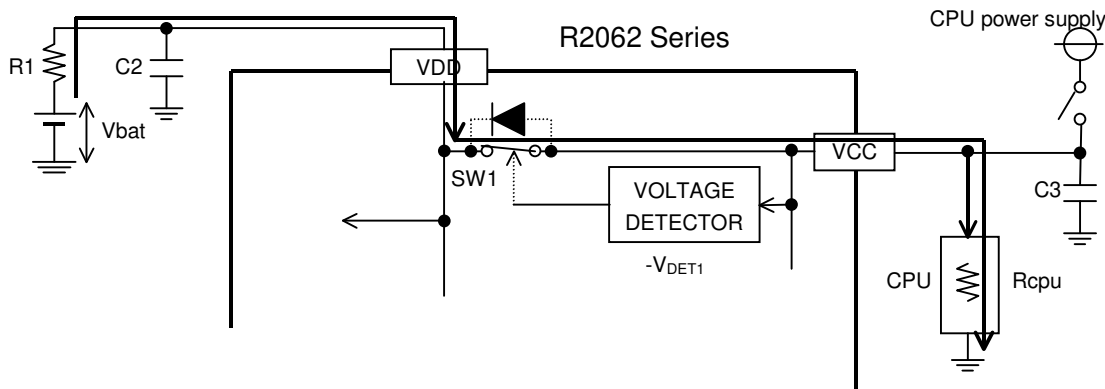 CPU power supply
R2062 Series
R1
C2
VDD
Vbat
SW1
VCC
VOLTAGE
DETECTOR
-VDET1
C3
CPU
Rcpu